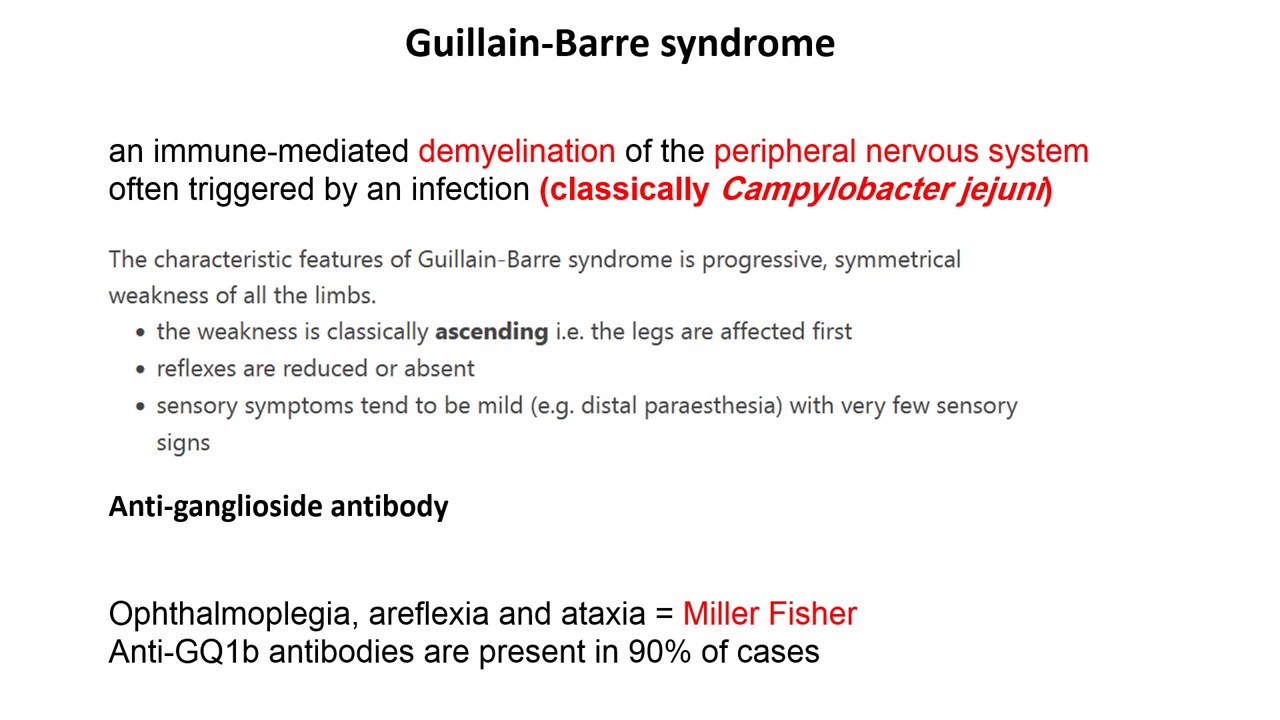 Guillain-Barre syndrome
an immune-mediated demyelination of the peripheral nervous system
often triggered by an infection (classically Campylobacter jejuni)
The characteristic features of Guillain-Barre syndrome is progressive, symmetrical
weakness of all the limbs.
• the weakness is classically ascending i.e. the legs are affected first
• reflexes are reduced or absent
• sensory symptoms tend to be mild (e.g. distal paraesthesia) with very few sensory
signs
Anti-ganglioside antibody
Ophthalmoplegia, areflexia and ataxia = Miller Fisher
Anti-GQ1b antibodies are present in 90% of cases